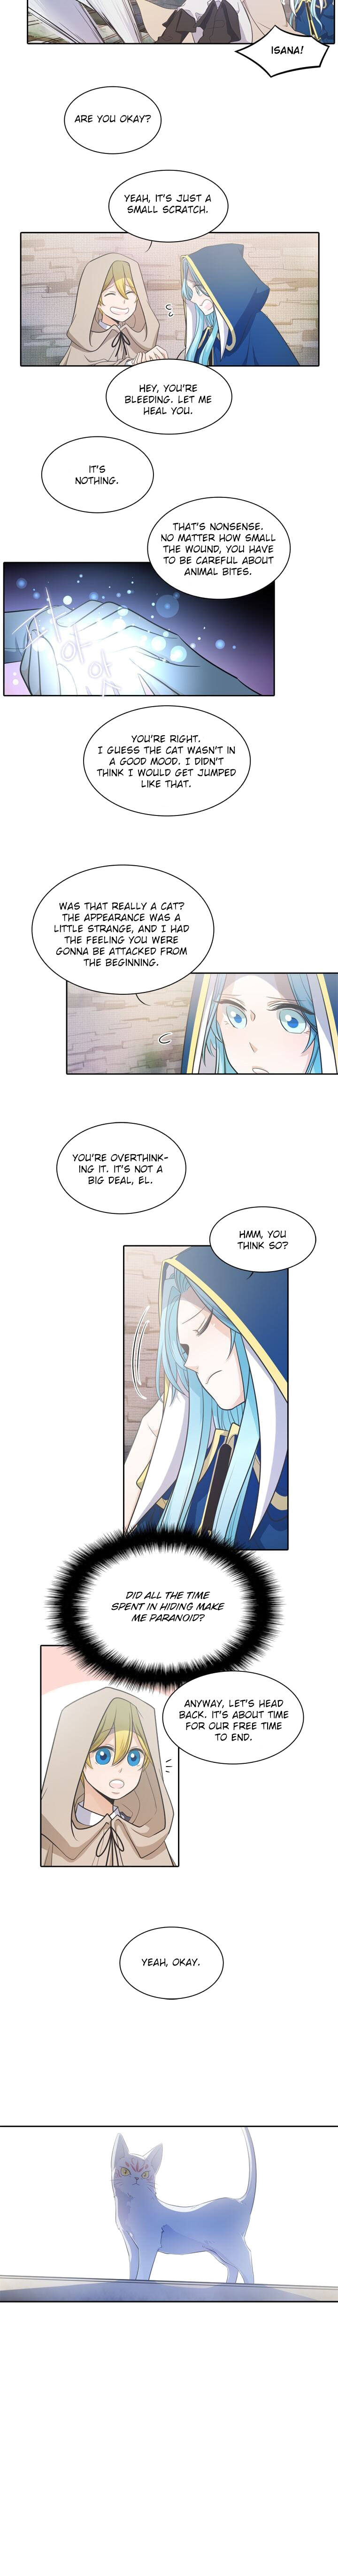 ISANA!
ARE YOU OKAY?
YEAH, IT'S JUST A
SMALL SCRATCH.
HEY, YOU'RE
BLEEDING. LET ME
HEAL YOU.
IT'S
NOTHING.
THAT'S NONSENSE.
NO MATTER HOW SMALL
THE WOUND, YOU HAVE
TO BE CAREFUL ABOUT
ANIMAL BITES.
YOU'RE RIGHT.
I GUESS THE CAT WASN'T IN
A GOOD MOOD. I DIDN'T
THINK I WOULD GET JUMPED
LIKE THAT.
WAS THAT REALLY A CAT?
THE APPEARANCE WAS A
LITTLE STRANGE, AND I HAD
THE FEELING YOU WERE
GONNA BE ATTACKED FROM
THE BEGINNING.
YOU'RE OVERTHINK-
ING IT. IT'S NOT A
BIG DEAL, EL.
HMM, YOU
THINK SO?
DID ALL THE TIME
SPENT IN HIDING MAKE
ME PARANOID?
ANYWAY, LET'S HEAD
BACK. IT'S ABOUT TIME
FOR OUR FREE TIME
TO END.
YEAH, OKAY.